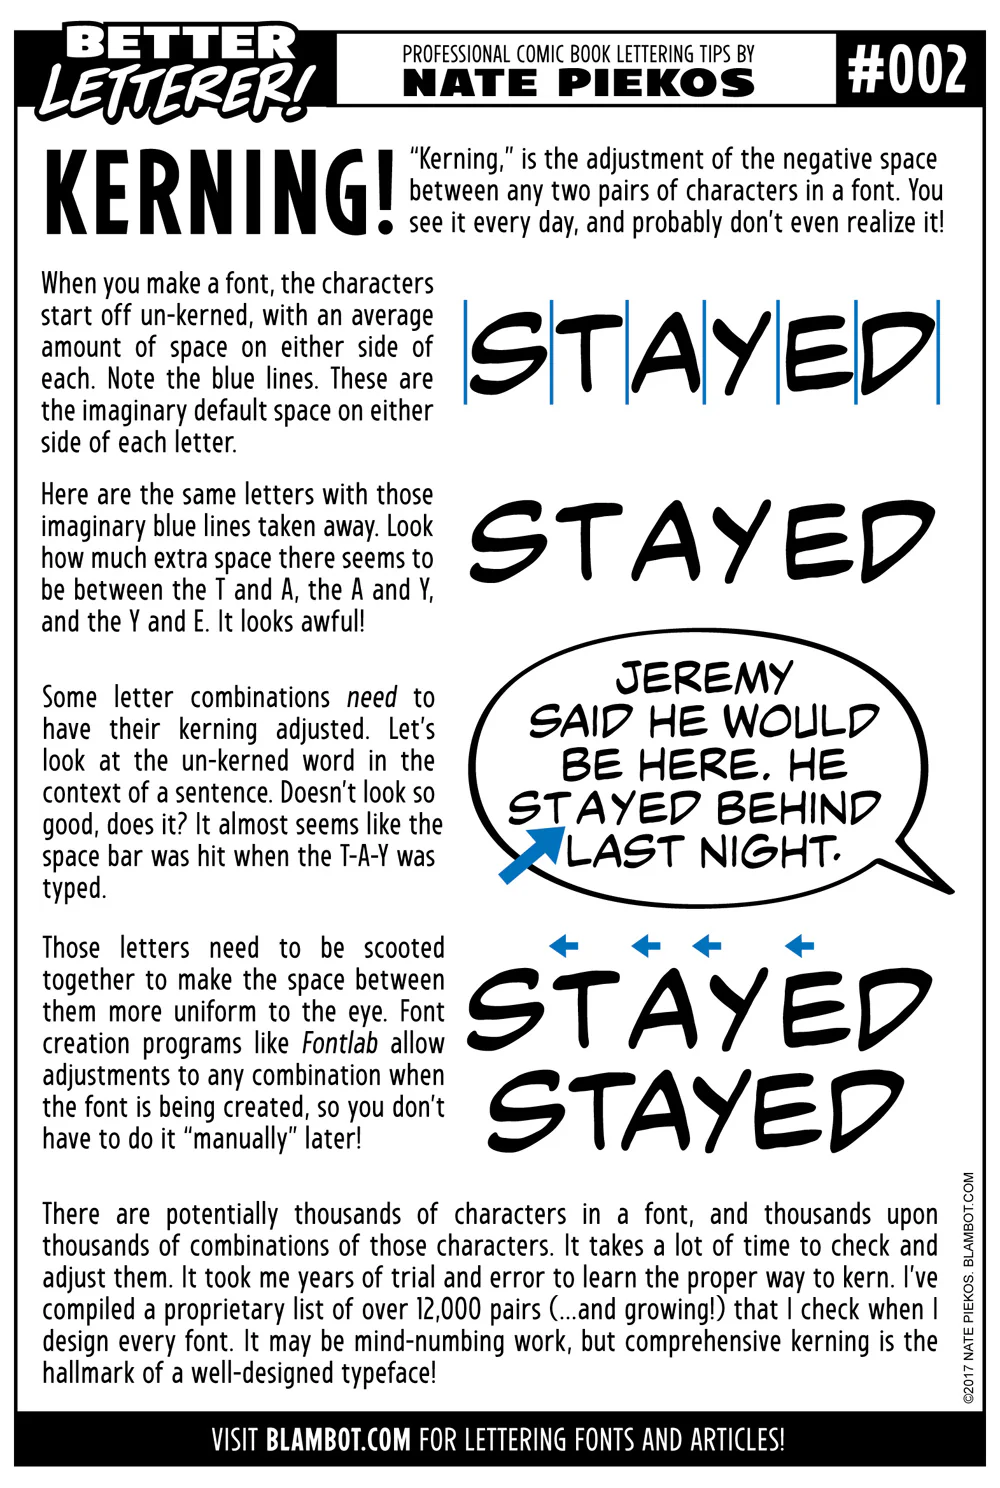 BETTER
LETTERER!
PROFESSIONAL COMIC BOOK LETTERING TIPS BY
NATE PIEKOS
#002
KERNING!
“Kerning,” is the adjustment of the negative space
between any two pairs of characters in a font. You
see it every day, and probably don’t even realize it!
When you make a font, the characters
start off un-kerned, with an average
amount of space on either side of
each. Note the blue lines. These are
the imaginary default space on either
side of each letter.
STAYED
Here are the same letters with those
imaginary blue lines taken away. Look
how much extra space there seems to
be between the T and A, the A and Y,
and the Y and E. It looks awful!
STAYED
Some letter combinations need to
have their kerning adjusted. Let’s
look at the un-kerned word in the
context of a sentence. Doesn’t look so
good, does it? It almost seems like the
space bar was hit when the T-A-Y was
typed.
JEREMY
SAID HE WOULD
BE HERE. HE
STAYED BEHIND
LAST NIGHT.
Those letters need to be scooted
together to make the space between
them more uniform to the eye. Font
creation programs like Fontlab allow
adjustments to any combination when
the font is being created, so you don’t
have to do it “manually” later!
STAYED
STAYED
There are potentially thousands of characters in a font, and thousands upon
thousands of combinations of those characters. It takes a lot of time to check and
adjust them. It took me years of trial and error to learn the proper way to kern. I’ve
compiled a proprietary list of over 12,000 pairs (...and growing!) that I check when I
design every font. It may be mind-numbing work, but comprehensive kerning is the
hallmark of a well-designed typeface!
©2017 NATE PIEKOS. BLAMBOT.COM
VISIT BLAMBOT.COM FOR LETTERING FONTS AND ARTICLES!